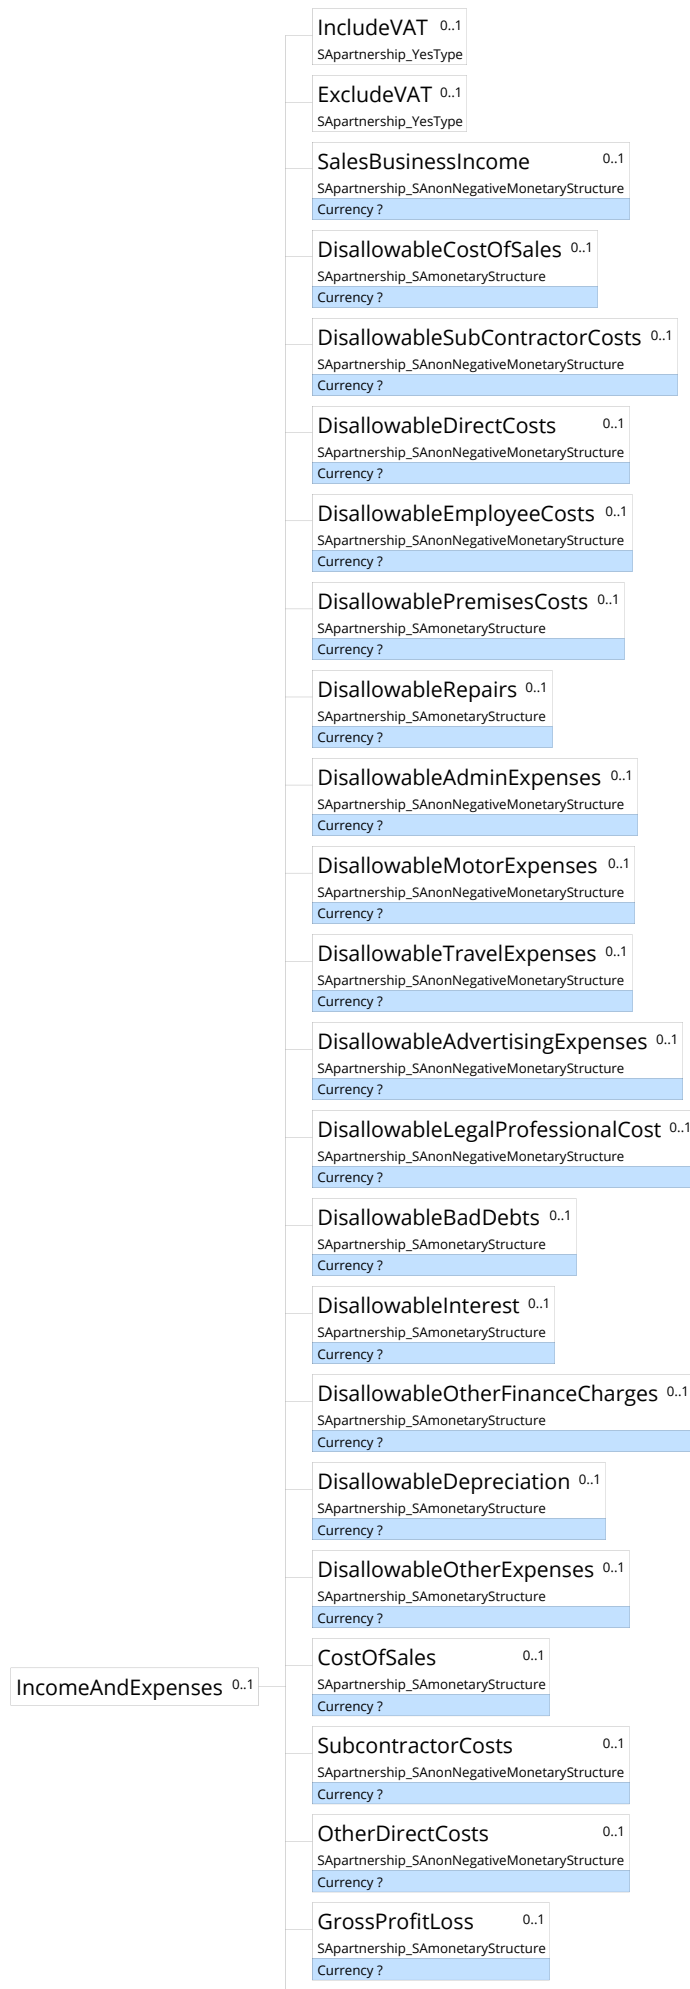 IncludeVAT 0..1
SApartnership_YesType
ExcludeVAT 0..1
SApartnership_YesType
SalesBusinessIncome 0..1
SApartnership_SAnonNegativeMonetaryStructure
Currency ?
DisallowableCostOfSales 0..1
SApartnership_SAmonetaryStructure
Currency ?
DisallowableSubContractorCosts 0..1
SApartnership_SAnonNegativeMonetaryStructure
Currency ?
DisallowableDirectCosts 0..1
SApartnership_SAnonNegativeMonetaryStructure
Currency ?
DisallowableEmployeeCosts 0..1
SApartnership_SAnonNegativeMonetaryStructure
Currency ?
DisallowablePremisesCosts 0..1
SApartnership_SAmonetaryStructure
Currency ?
DisallowableRepairs 0..1
SApartnership_SAmonetaryStructure
Currency ?
DisallowableAdminExpenses 0..1
SApartnership_SAnonNegativeMonetaryStructure
Currency ?
DisallowableMotorExpenses 0..1
SApartnership_SAnonNegativeMonetaryStructure
Currency ?
DisallowableTravelExpenses 0..1
SApartnership_SAnonNegativeMonetaryStructure
Currency ?
DisallowableAdvertisingExpenses 0..1
SApartnership_SAnonNegativeMonetaryStructure
Currency ?
DisallowableLegalProfessionalCost 0..1
SApartnership_SAnonNegativeMonetaryStructure
Currency ?
DisallowableBadDebts 0..1
SApartnership_SAmonetaryStructure
Currency ?
DisallowableInterest 0..1
SApartnership_SAmonetaryStructure
Currency ?
DisallowableOtherFinanceCharges 0..1
SApartnership_SAmonetaryStructure
Currency ?
DisallowableDepreciation 0..1
SApartnership_SAmonetaryStructure
Currency ?
DisallowableOtherExpenses 0..1
SApartnership_SAmonetaryStructure
Currency ?
CostOfSales 0..1
SApartnership_SAmonetaryStructure
Currency ?
IncomeAndExpenses 0..1
SubcontractorCosts 0..1
SApartnership_SAnonNegativeMonetaryStructure
Currency ?
OtherDirectCosts 0..1
SApartnership_SAnonNegativeMonetaryStructure
Currency ?
GrossProfitLoss 0..1
SApartnership_SAmonetaryStructure
Currency ?